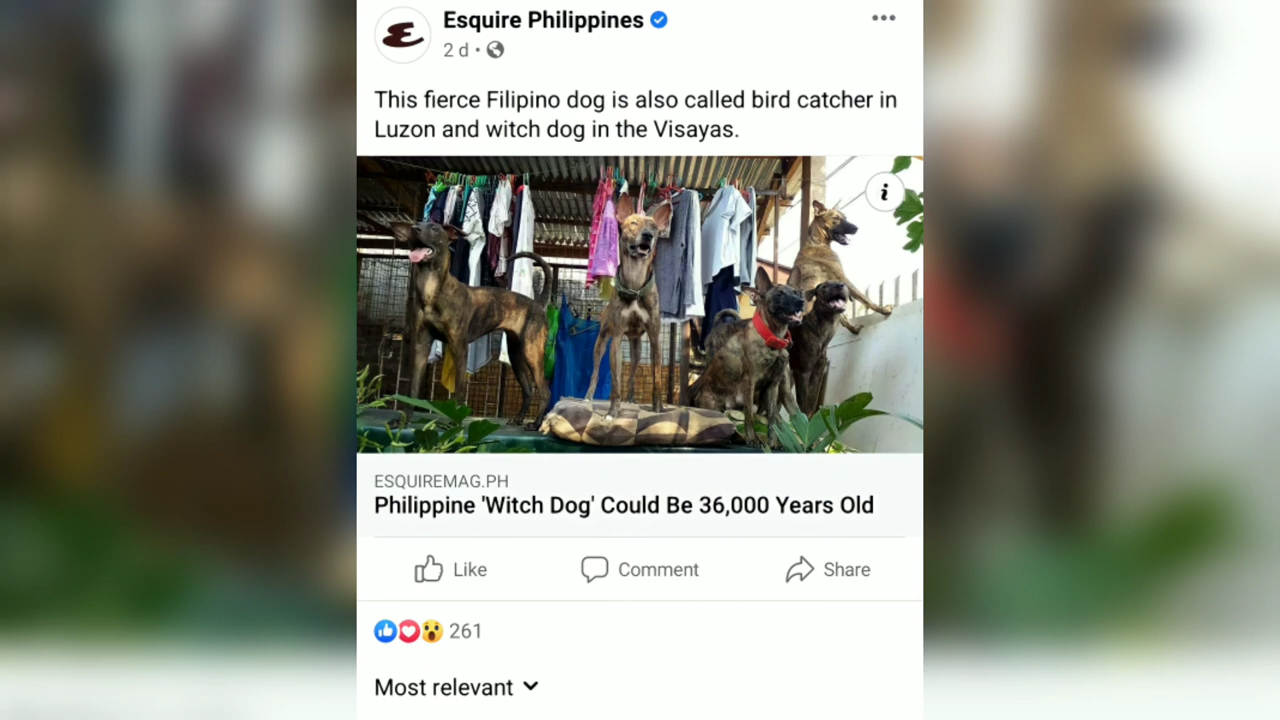 Esquire Philippines
2 d •
This fierce Filipino dog is also called bird catcher in
Luzon and witch dog in the Visayas.
i
ESQUIREMAG.PH
Philippine 'Witch Dog' Could Be 36,000 Years Old
Like
Comment
Share
261
Most relevant